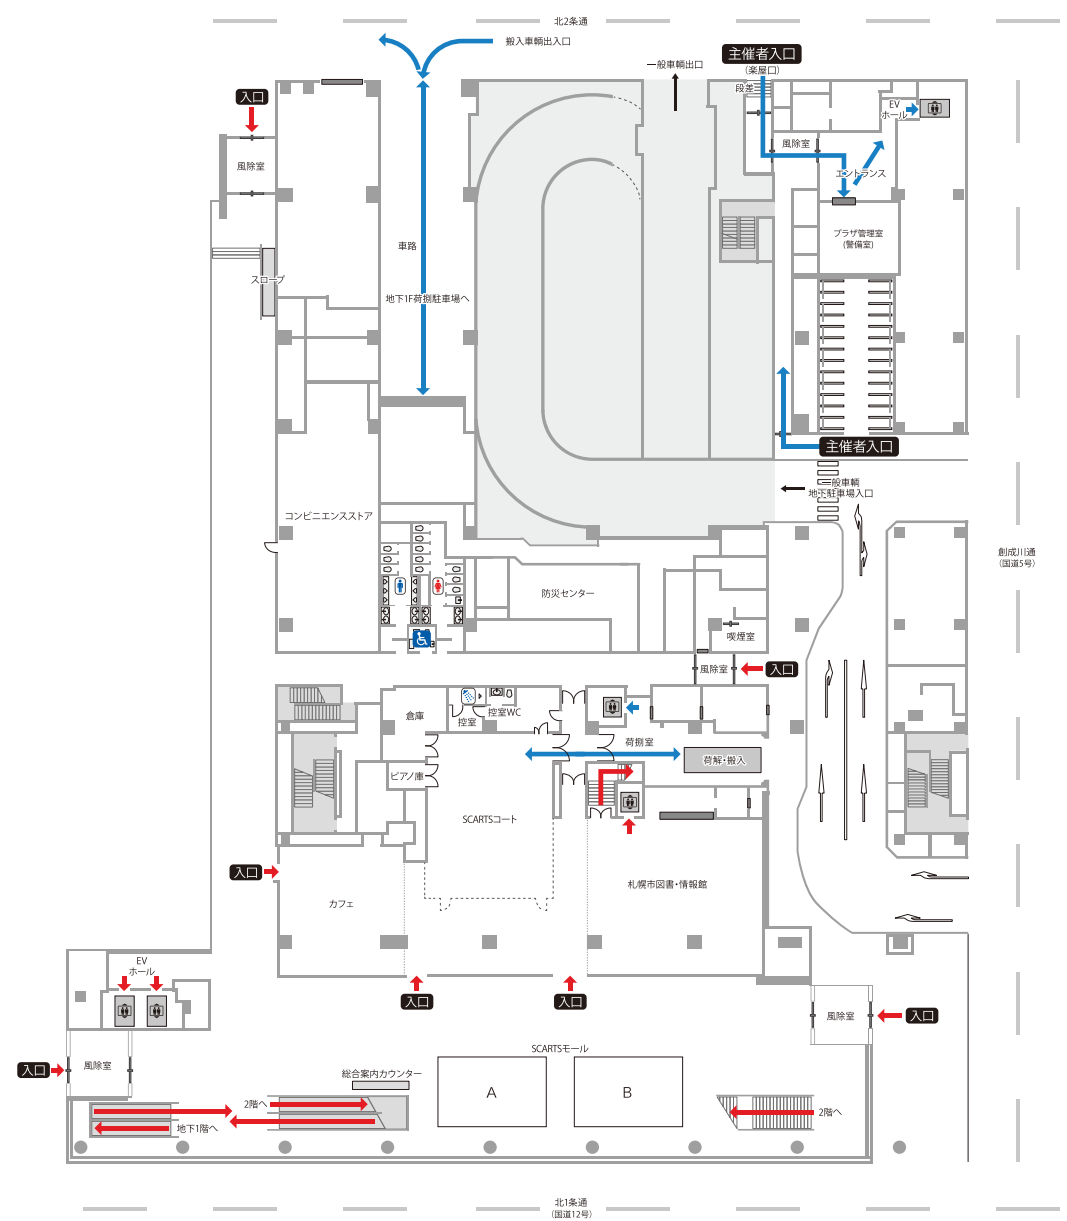 北2条通
搬入車輌出入口
主催者入口
(楽屋口)
一般車輌出口
段差
入口
EV
ホール
風除室
風除室
エントランス
プラザ管理室
(警備室)
車路
スロープ
地下1F荷捌駐車場へ
主催者入口
一般車輌
地下駐車場入口
コンビニエンスストア
創成川通
(国道5号)
防災センター
喫煙室
風除室
入口
倉庫
控室
控室WC
荷捌室
荷解・搬入
ピアノ庫
SCARTSコート
入口
カフェ
札幌市図書・情報館
EV
ホール
入口
入口
風除室
入口
SCARTSモール
風除室
入口
総合案内カウンター
A
B
2階へ
2階へ
地下1階へ
北1条通
(国道12号)